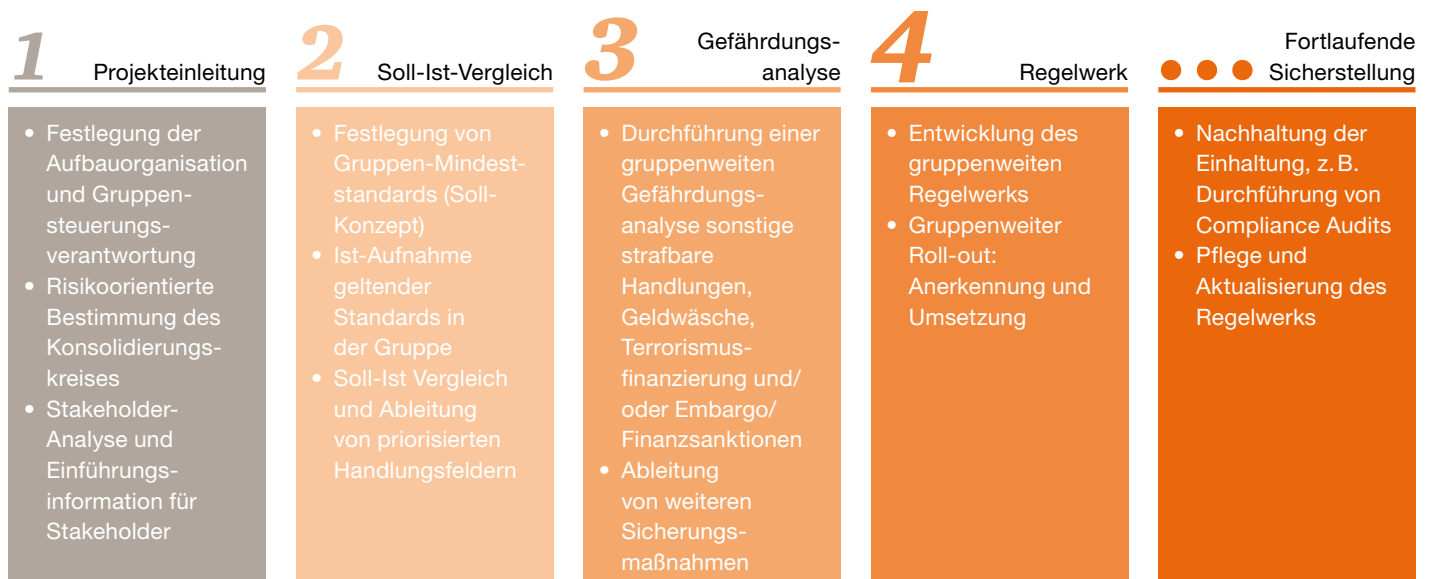 1 Projekteinleitung
• Festlegung der
Aufbauorganisation
und Gruppen-
steuerungs-
verantwortung
• Risikoorientierte
Bestimmung des
Konsolidierungs-
kreises
• Stakeholder-
Analyse und
Einführungs-
information für
Stakeholder
2 Soll-Ist-Vergleich
• Festlegung von
Gruppen-Mindest-
standards (Soll-
Konzept)
• Ist-Aufnahme
geltender
Standards in
der Gruppe
• Soll-Ist Vergleich
und Ableitung
von priorisierten
Handlungsfeldern
3 Gefährdungs-
analyse
• Durchführung einer
gruppenweiten
Gefährdungs-
analyse sonstige
strafbare
Handlungen,
Geldwäsche,
Terrorismus-
finanzierung und/
oder Embargo/
Finanzsanktionen
• Ableitung
von weiteren
Sicherungs-
maßnahmen
4 Regelwerk
• Entwicklung des
gruppenweiten
Regelwerks
• Gruppenweiter
Roll-out:
Anerkennung und
Umsetzung
Fortlaufende
Sicherstellung
• Nachhaltung der
Einhaltung, z. B.
Durchführung von
Compliance Audits
• Pflege und
Aktualisierung des
Regelwerks